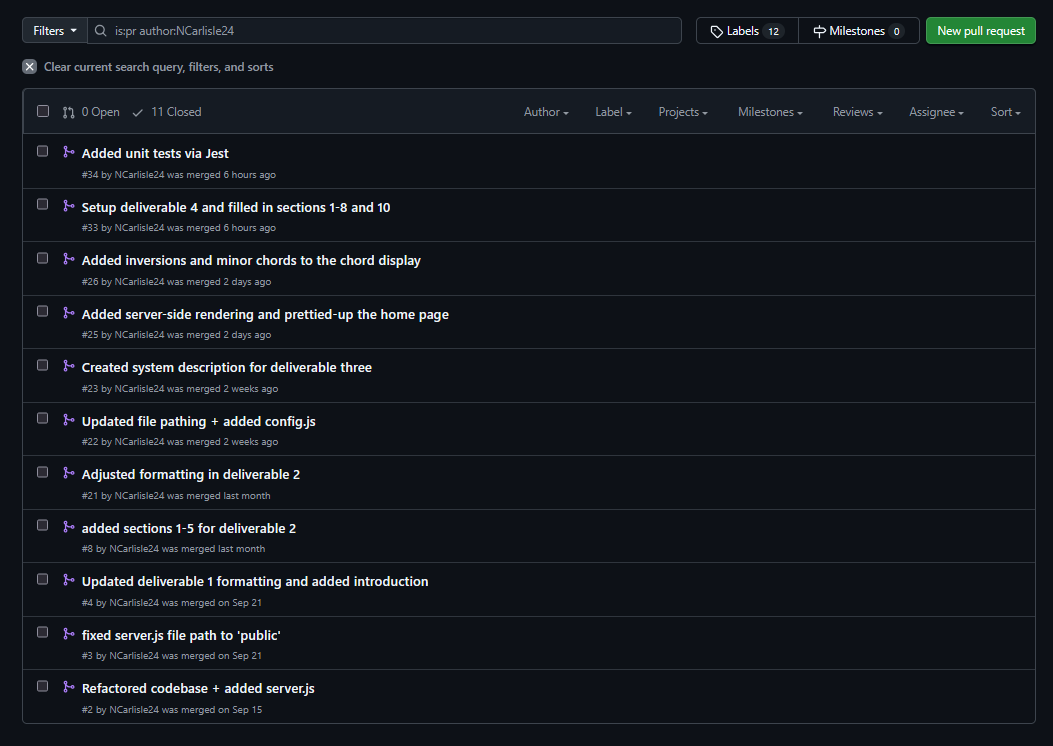 Filters is:pr author:NCarlisle24 Labels 12 Milestones 0 New pull request
Clear current search query, filters, and sorts
0 Open 11 Closed Author Label Projects Milestones Reviews Assignee Sort
Added unit tests via Jest
#34 by NCarlisle24 was merged 6 hours ago
Setup deliverable 4 and filled in sections 1-8 and 10
#33 by NCarlisle24 was merged 6 hours ago
Added inversions and minor chords to the chord display
#26 by NCarlisle24 was merged 2 days ago
Added server-side rendering and prettied-up the home page
#25 by NCarlisle24 was merged 2 days ago
Created system description for deliverable three
#23 by NCarlisle24 was merged 2 weeks ago
Updated file pathing + added config.js
#22 by NCarlisle24 was merged 2 weeks ago
Adjusted formatting in deliverable 2
#21 by NCarlisle24 was merged last month
added sections 1-5 for deliverable 2
#8 by NCarlisle24 was merged last month
Updated deliverable 1 formatting and added introduction
#4 by NCarlisle24 was merged on Sep 21
fixed server.js file path to 'public'
#3 by NCarlisle24 was merged on Sep 21
Refactored codebase + added server.js
#2 by NCarlisle24 was merged on Sep 15